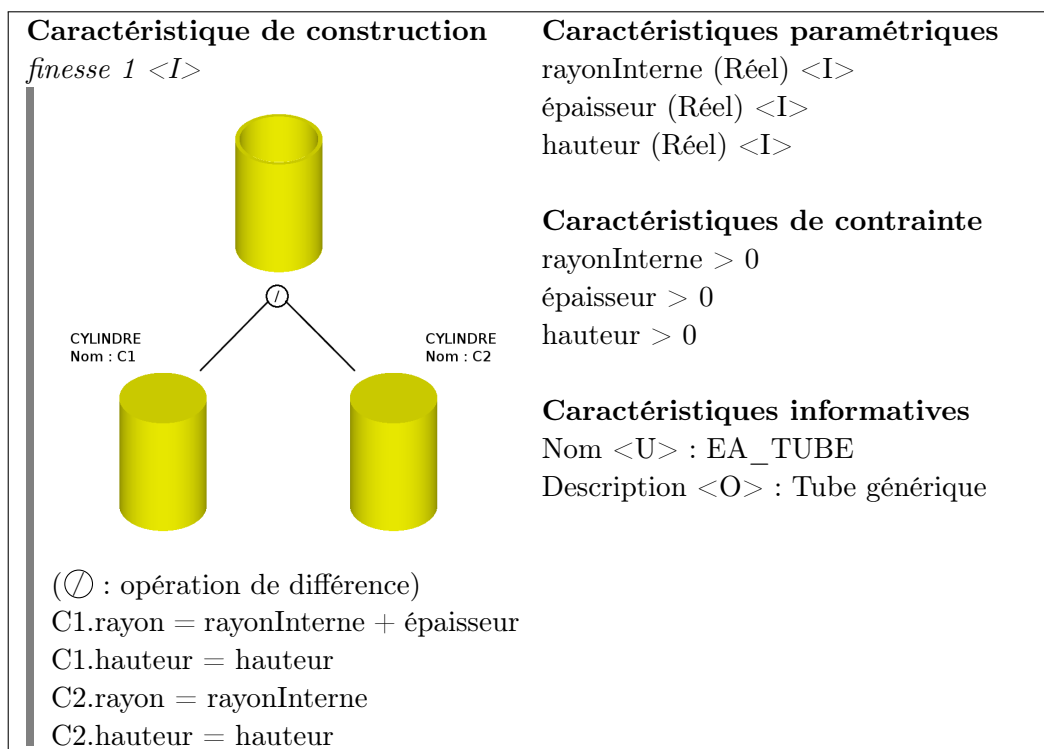 Caractéristique de construction
finesse 1 <I>
/
CYLINDRE
Nom : C1
CYLINDRE
Nom : C2
(⊘ : opération de différence)
C1.rayon = rayonInterne + épaisseur
C1.hauteur = hauteur
C2.rayon = rayonInterne
C2.hauteur = hauteur
Caractéristiques paramétriques
rayonInterne (Réel) <I>
épaisseur (Réel) <I>
hauteur (Réel) <I>
Caractéristiques de contrainte
rayonInterne > 0
épaisseur > 0
hauteur > 0
Caractéristiques informatives
Nom <U> : EA_TUBE
Description <O> : Tube générique